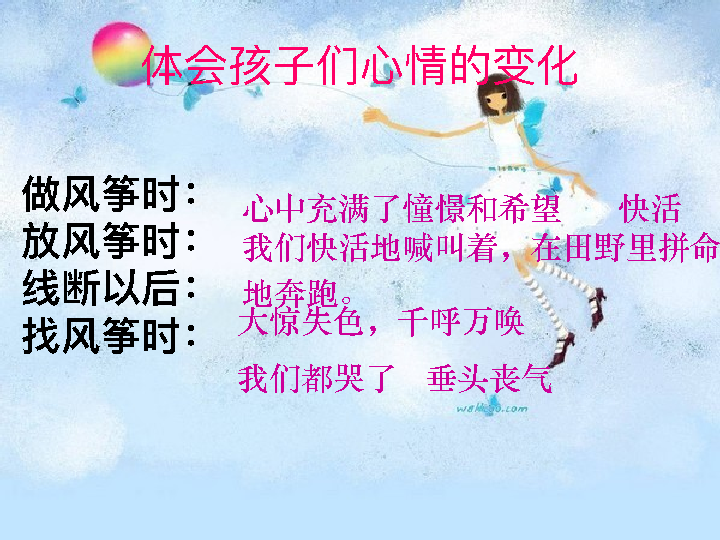 体会孩子们心情的变化
做风筝时：
心中充满了憧憬和希望 快活
放风筝时：
我们快活地喊叫着，在田野里拼命
地奔跑。
线断以后：
大惊失色，千呼万唤
找风筝时：
我们都哭了 垂头丧气